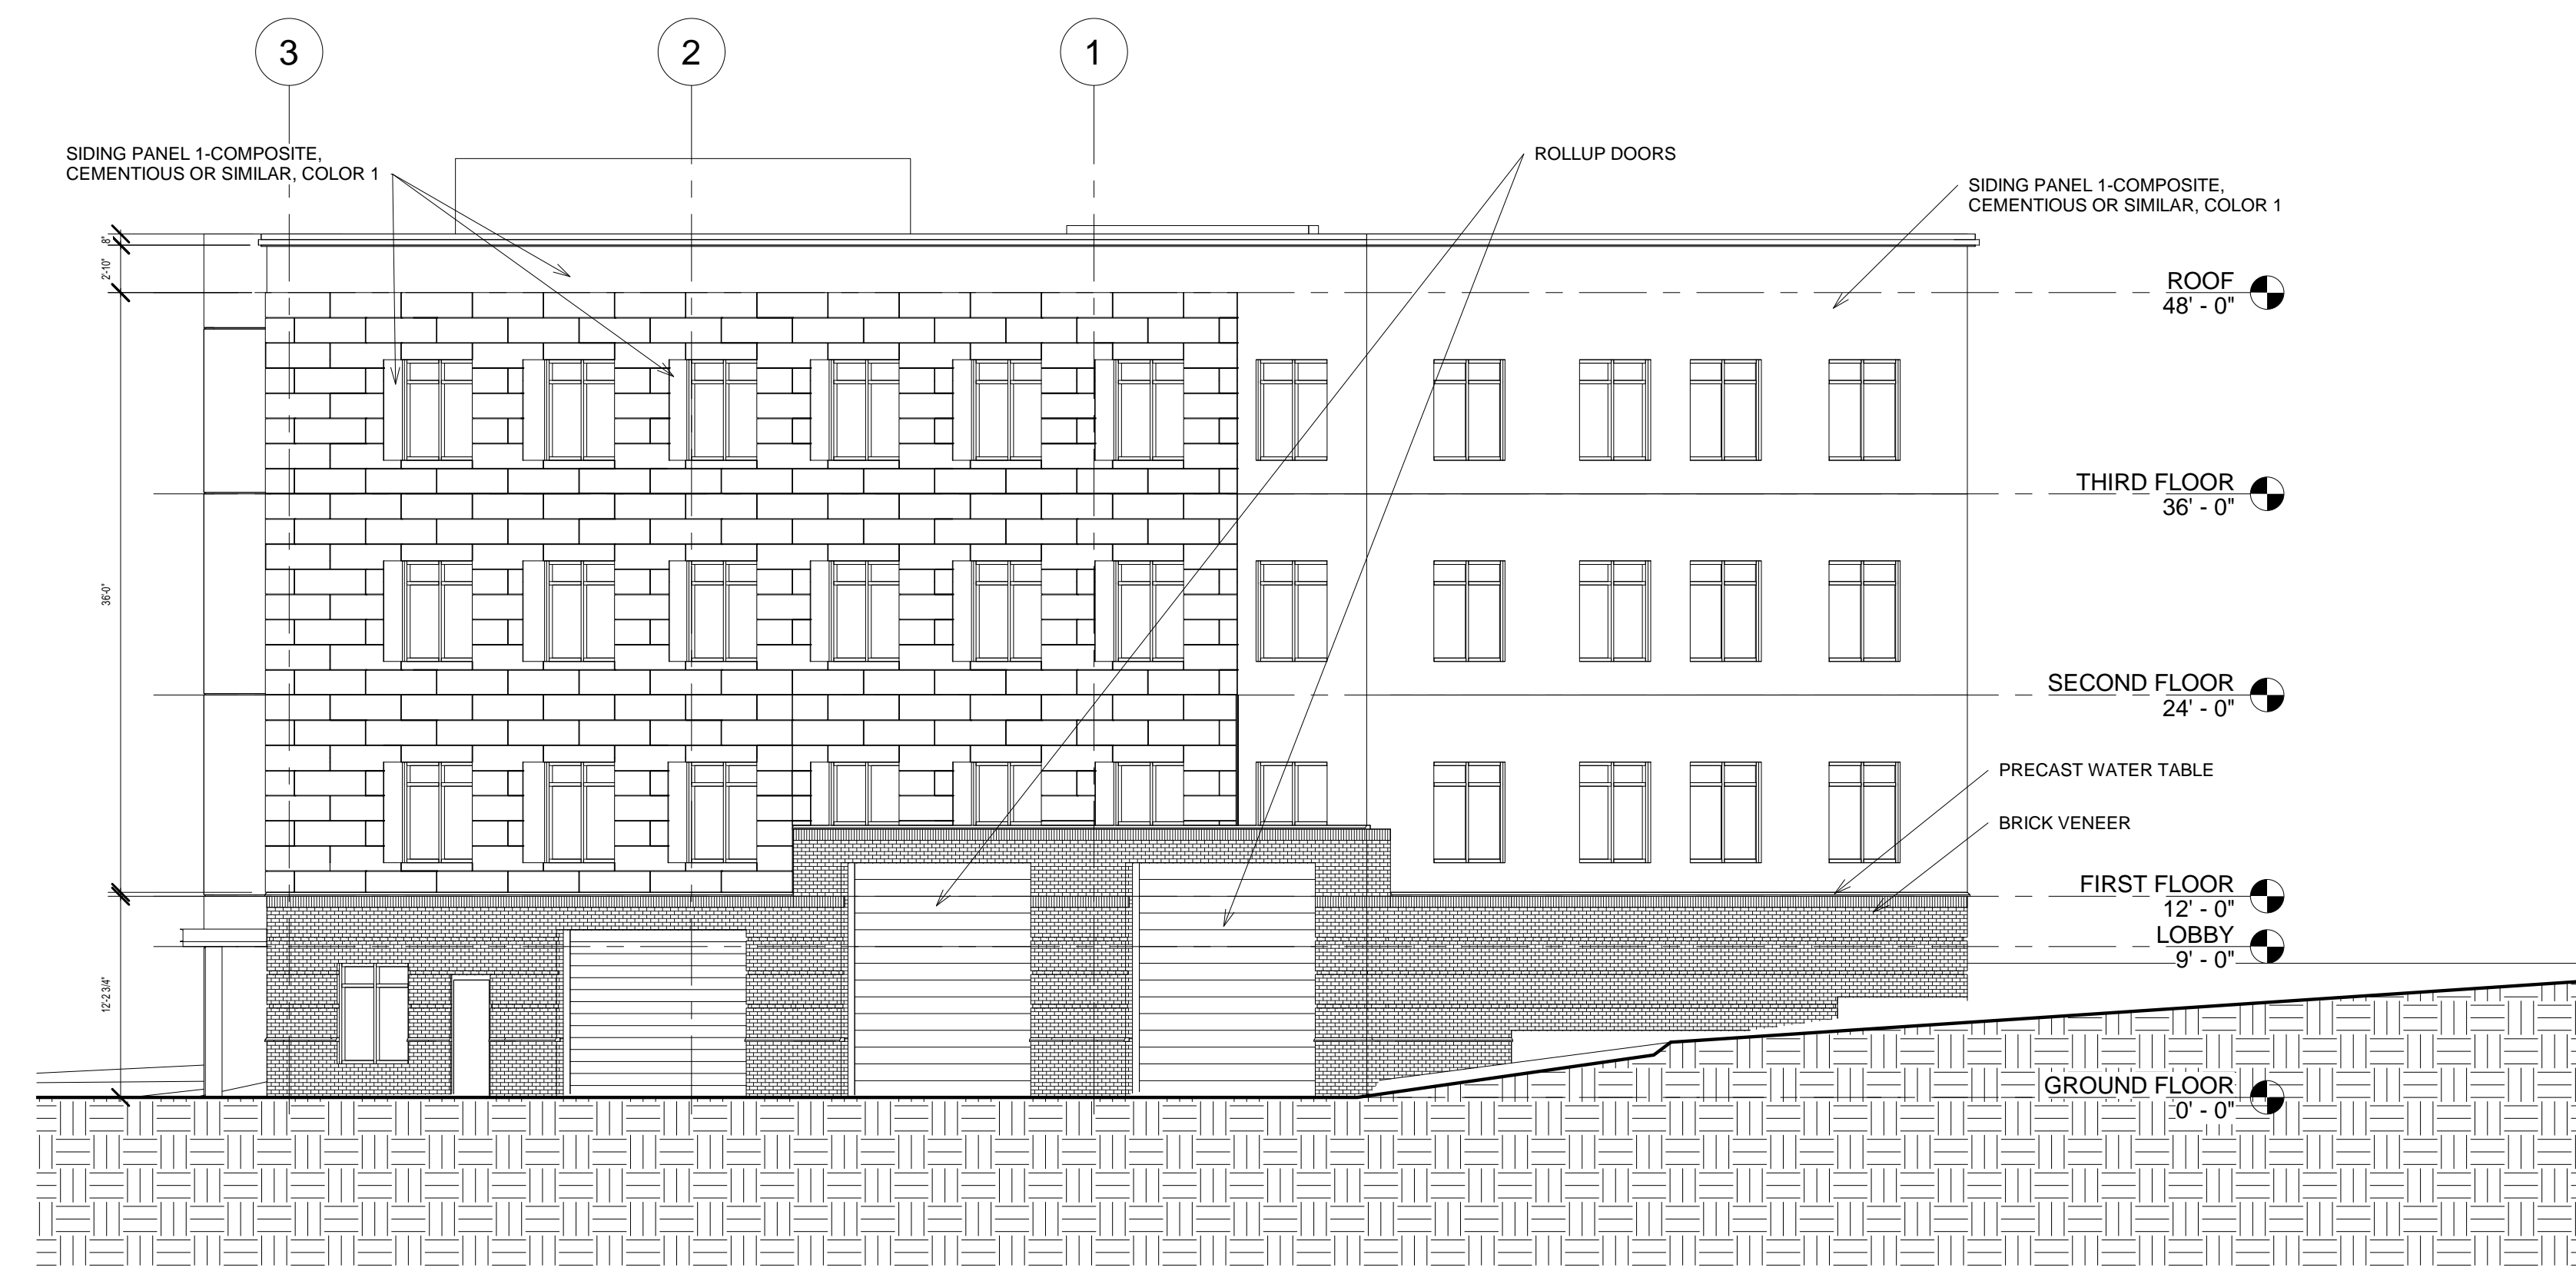 3
2
1
SIDING PANEL 1-COMPOSITE,
CEMENTIOUS OR SIMILAR, COLOR 1
ROLLUP DOORS
SIDING PANEL 1-COMPOSITE,
CEMENTIOUS OR SIMILAR, COLOR 1
8"
2'-10"
36'-0"
12'-2 3/4"
ROOF
48' - 0"
THIRD FLOOR
36' - 0"
SECOND FLOOR
24' - 0"
PRECAST WATER TABLE
BRICK VENEER
FIRST FLOOR
12' - 0"
LOBBY
9' - 0"
GROUND FLOOR
0' - 0"